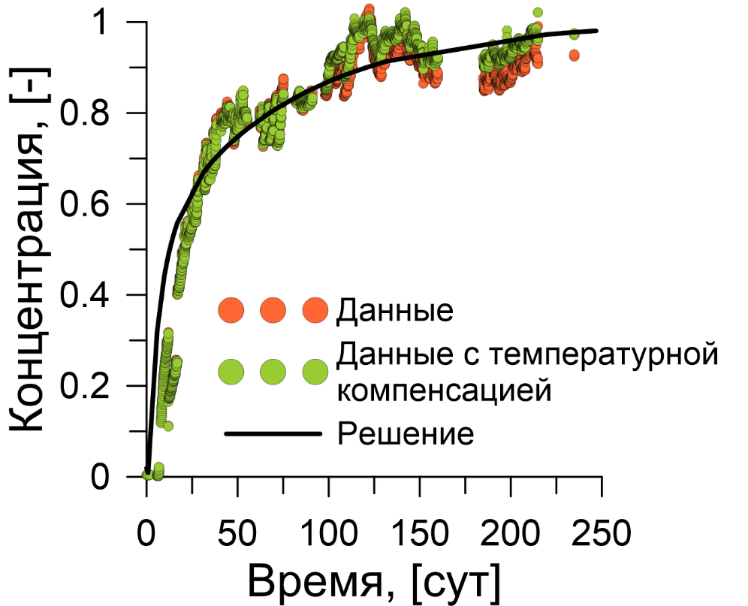 1
0.8
0.6
0.4
0.2
0
Концентрация, [-]
Данные
Данные с температурной
компенсацией
Решение
0 50 100 150 200 250
Время, [сут]